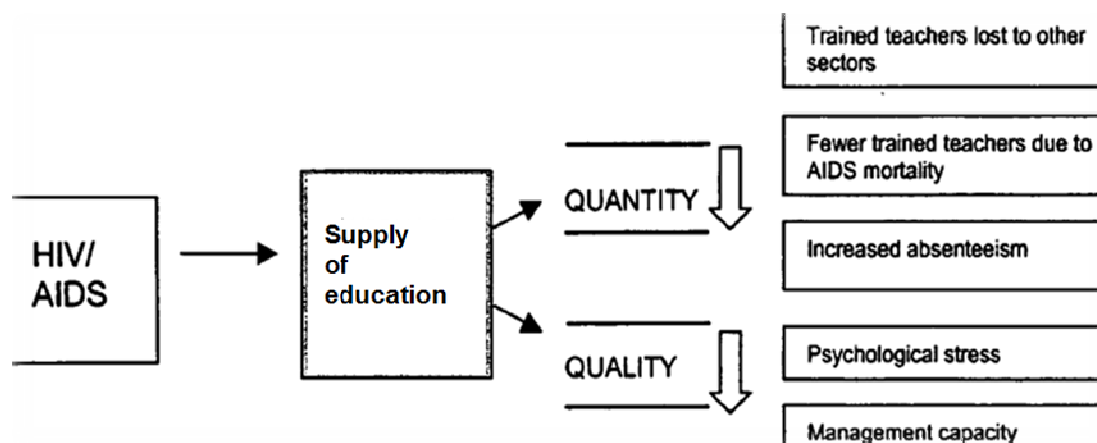 HIV/
AIDS
Supply
of
education
QUANTITY
QUALITY
Trained teachers lost to other
sectors
Fewer trained teachers due to
AIDS mortality
Increased absenteeism
Psychological stress
Management capacity